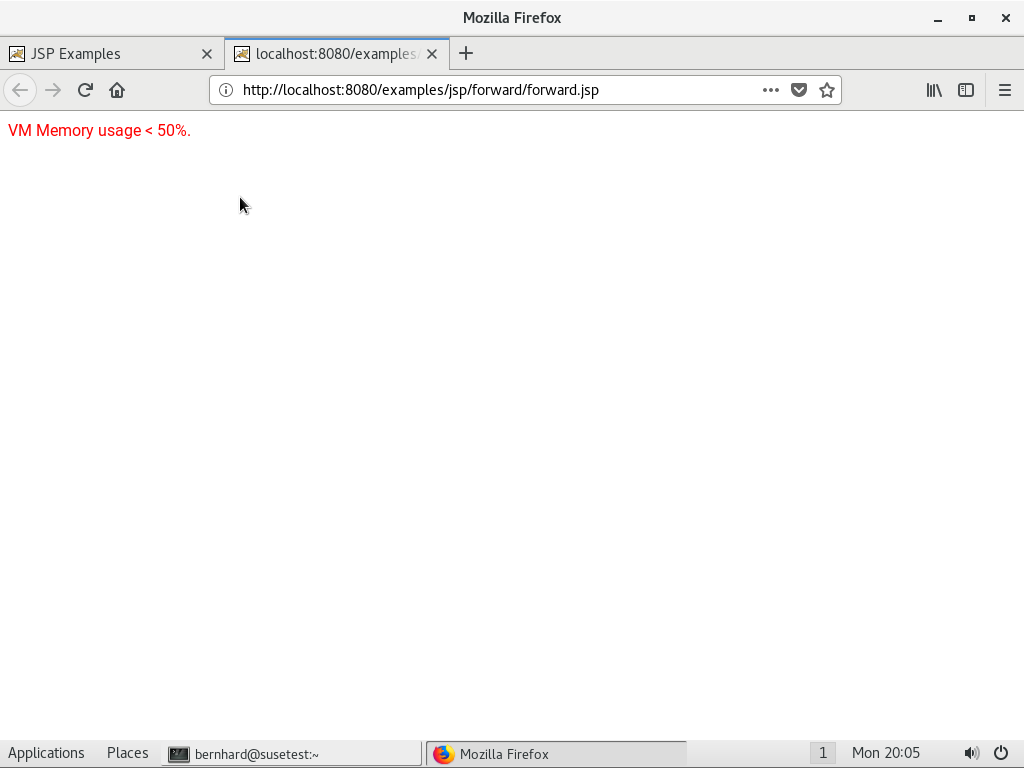 Mozilla Firefox
JSP Examples
localhost:8080/examples/
http://localhost:8080/examples/jsp/forward/forward.jsp
VM Memory usage < 50%.
Applications Places bernhard@susetest:~ Mozilla Firefox 1 Mon 20:05